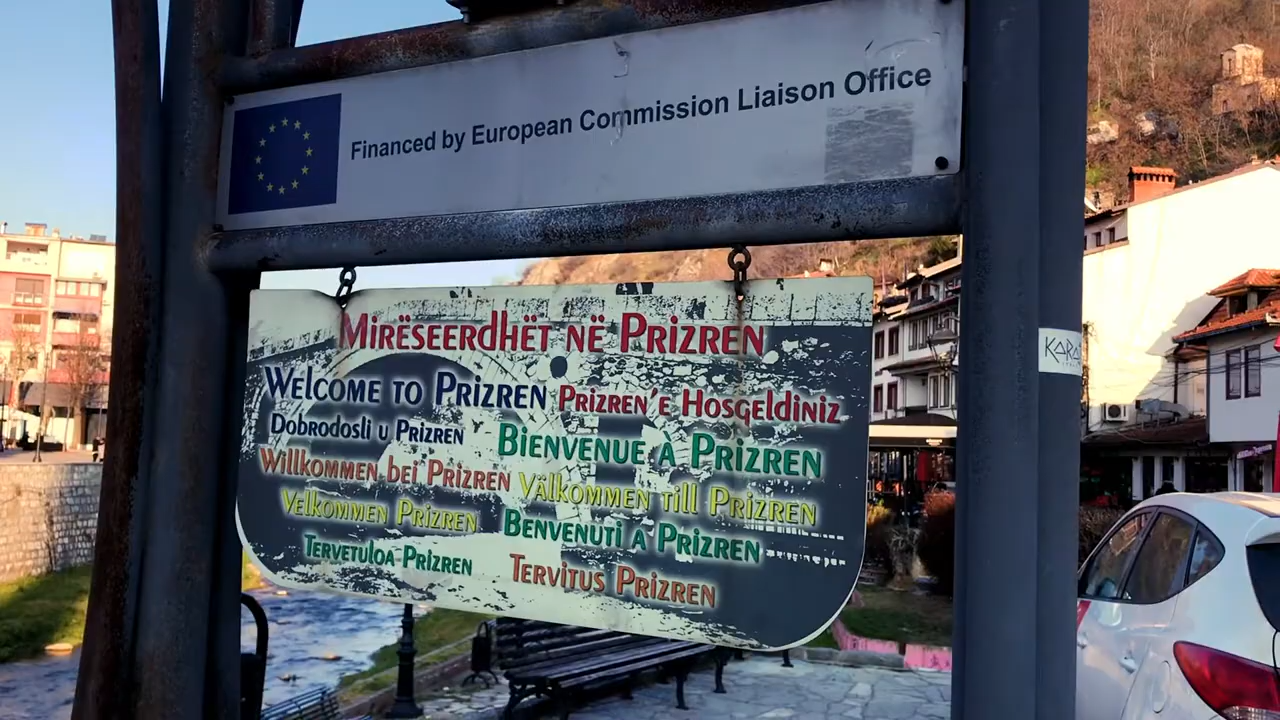 Financed by European Commission Liaison Office
Mirëseerdhët në Prizren
Welcome to Prizren
Prizren'e Hosgeldiniz
Dobrodosli u Prizren
Bienvenue à Prizren
Willkommen bei Prizren
Välkommen till Prizren
Velkommen Prizren
Benvenuti a Prizren
Tervetuloa Prizren
Tervitus Prizren
KARA